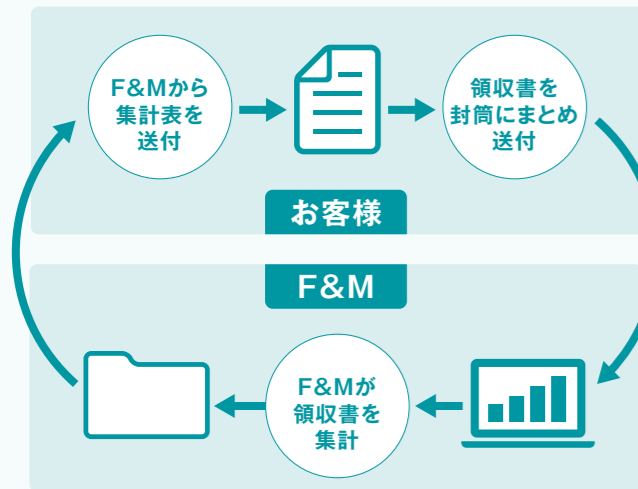 F&Mから
集計表を
送付
領収書を
封筒にまとめ
送付
お客様
F&M
F&Mが
領収書を
集計